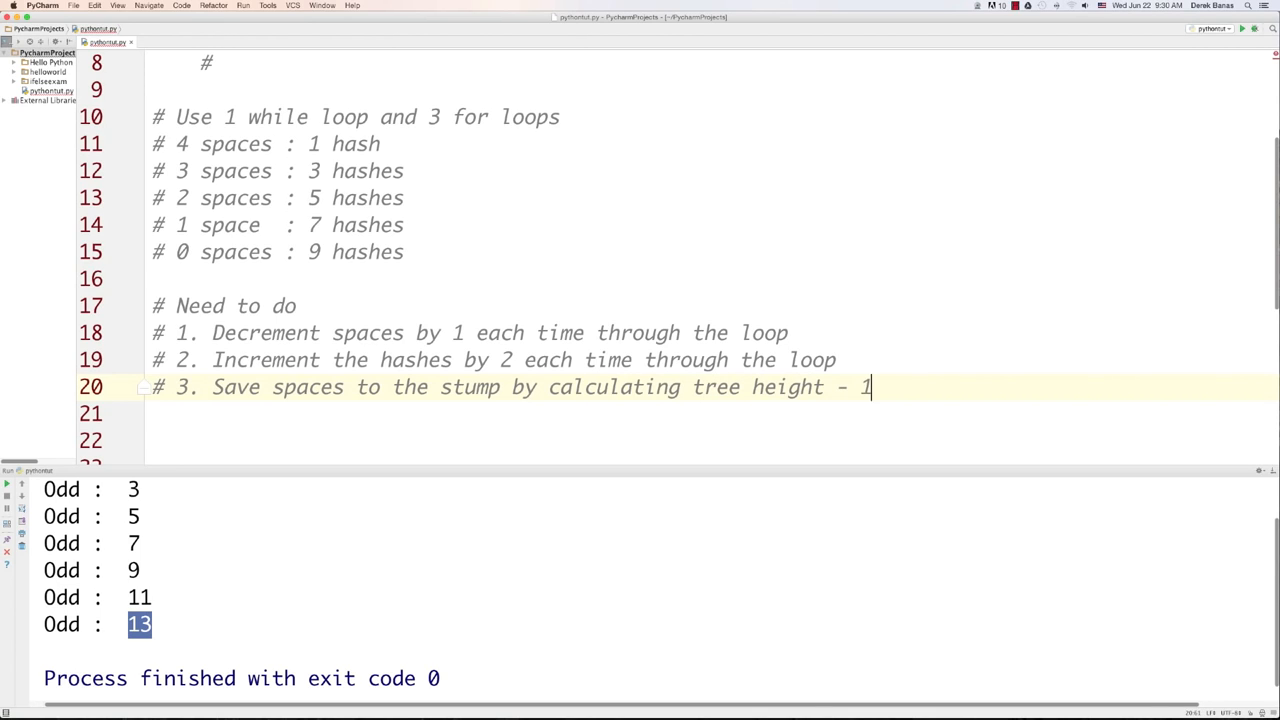 PyCharm File Edit View Navigate Code Refactor Run Tools VCS Window Help
10 Wed Jun 22 9:30 AM Derek Banas
pythontut.py - PycharmProjects - [~/PycharmProjects]
PycharmProjects pythontut.py
pythontut
pythontut.py
PycharmProject
Hello Python
helloworld
ifelseexam
pythontut.py
External Librarie
8 #
9
10 # Use 1 while loop and 3 for loops
11 # 4 spaces : 1 hash
12 # 3 spaces : 3 hashes
13 # 2 spaces : 5 hashes
14 # 1 space  : 7 hashes
15 # 0 spaces : 9 hashes
16
17 # Need to do
18 # 1. Decrement spaces by 1 each time through the loop
19 # 2. Increment the hashes by 2 each time through the loop
20 # 3. Save spaces to the stump by calculating tree height - 1
21
22
Run pythontut
Odd :  3
Odd :  5
Odd :  7
Odd :  9
Odd :  11
Odd :  13
Process finished with exit code 0
20:61 LF÷ UTF-8÷